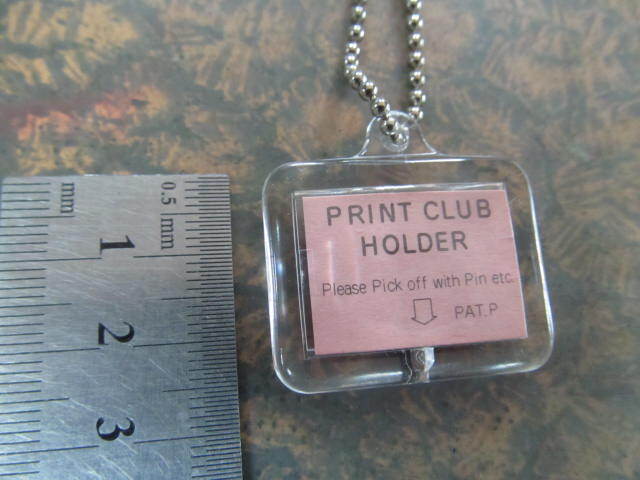 PRINT CLUB
HOLDER
Please Pick off with Pin etc.
PAT.P
mm
0.5 mm
1
2
3